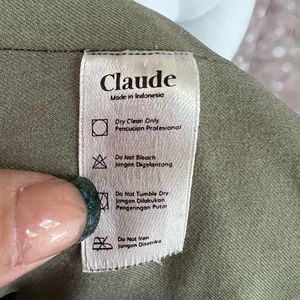 Claude
Made in Indonesia
Dry Clean Only
Pencucian Profesional
Do Not Bleach
Jangan Digelantang
Do Not Tumble Dry
Jangan Dilakukan
Pengeringan Putar
Do Not Iron
Jangan Disetrika